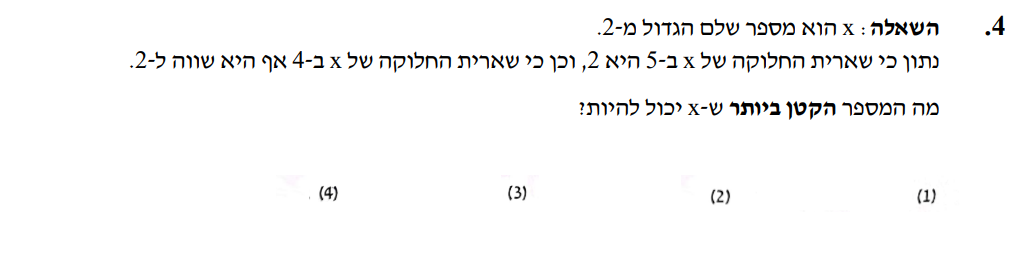 4. השאלה: x הוא מספר שלם הגדול מ-2.
נתון כי שארית החלוקה של x ב-5 היא 2, וכן כי שארית החלוקה של x ב-4 אף היא שווה ל-2.
מה המספר הקטן ביותר ש-x יכול להיות?
(1) (2) (3) (4)